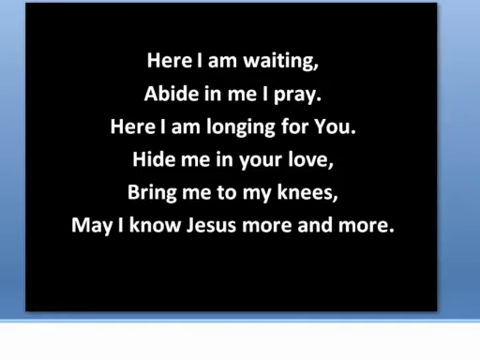 Here I am waiting,
Abide in me I pray.
Here I am longing for You.
Hide me in your love,
Bring me to my knees,
May I know Jesus more and more.